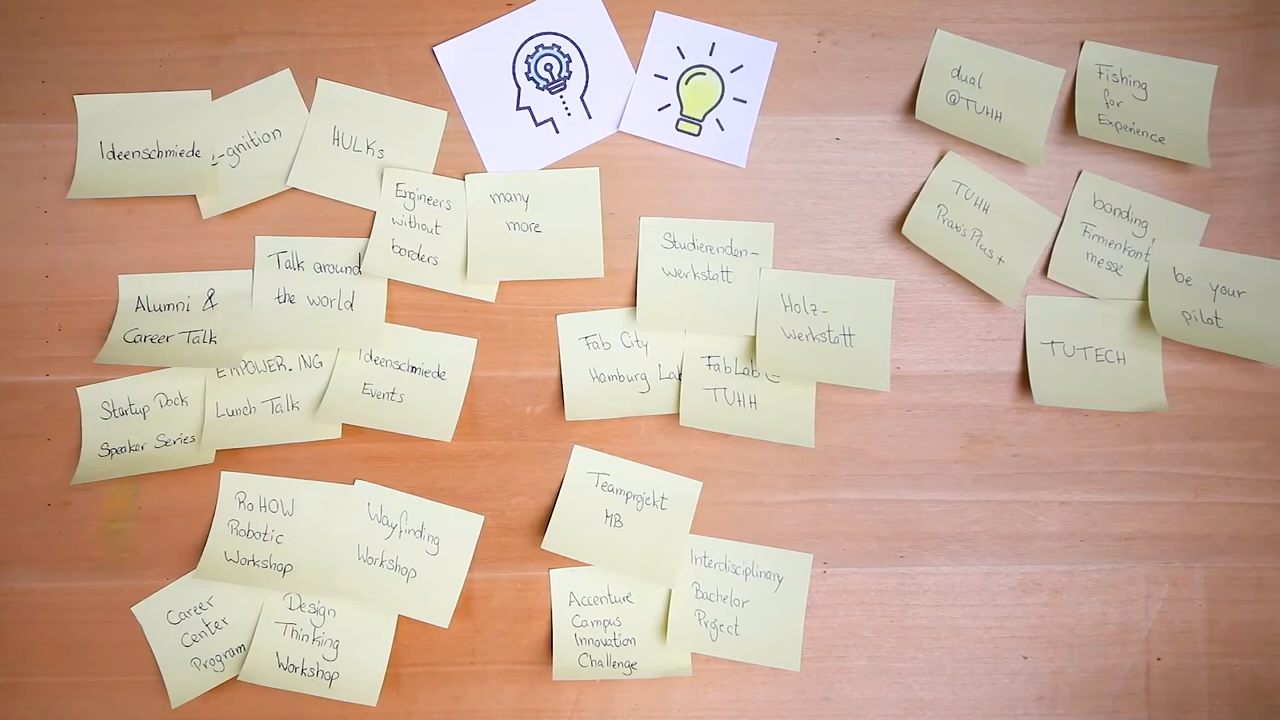 Ideenschmiede
e-gnition
HULKs
Engineers
without
borders
many
more
Talk around
the world
Alumni &
Career Talk
Ideenschmiede
Events
EMPOWER.ING
Lunch Talk
Startup Dock
Speaker Series
RoHOW
Robotic
Workshop
Wayfinding
Workshop
Career
Center
Program
Design
Thinking
Workshop
Studierenden-
werkstatt
Holz-
werkstatt
Fab City
Hamburg Lab
FabLab @
TUHH
Teamprojekt
MB
Interdisciplinary
Bachelor
Project
Accenture
Campus
Innovation
Challenge
dual
@TUHH
Fishing
for
Experience
TUHH
PraxisPlus+
bonding
Firmenkont
messe
be your
pilot
TUTECH